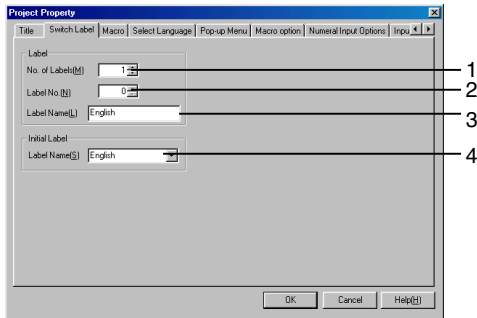 Project Property
Title Switch Label Macro Select Language Pop-up Menu Macro option Numeral Input Options Inpu
Label
No. of Labels[M] 1 1
Label No.[N] 0 2
Label Name[L] English 3
Initial Label
Label Name[S] English 4
OK Cancel Help[H]